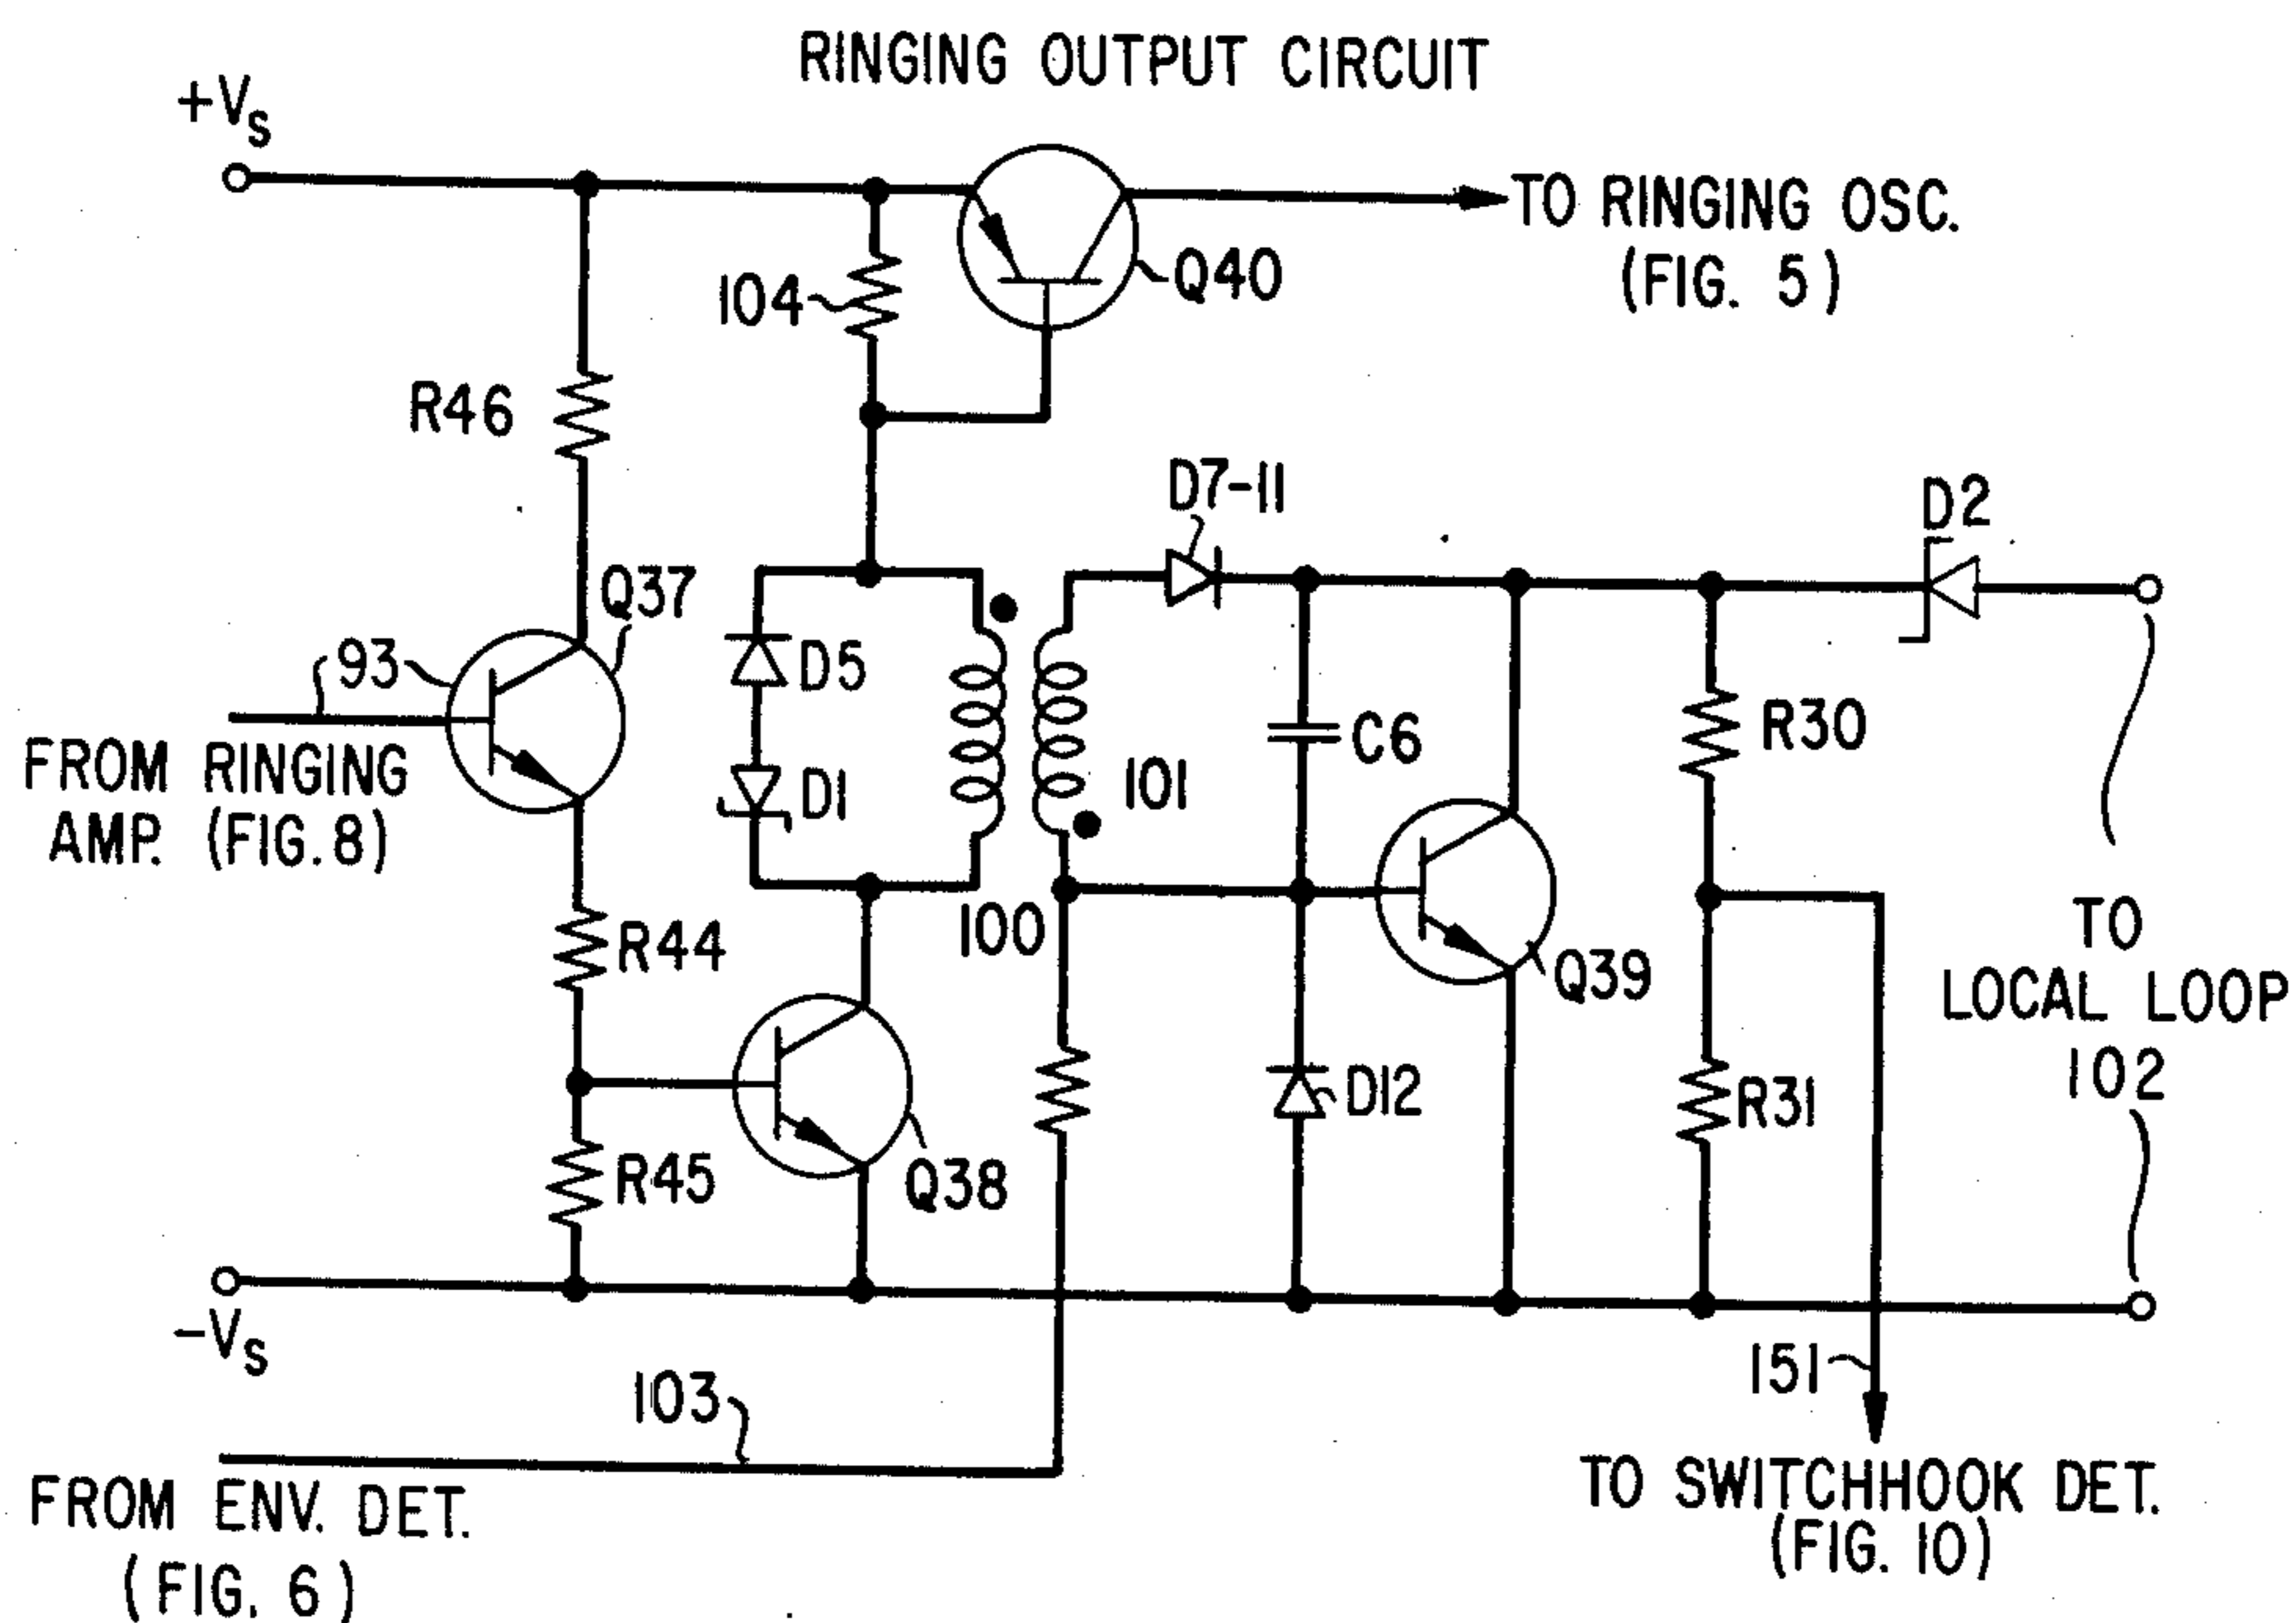 RINGING OUTPUT CIRCUIT
+Vs
TO RINGING OSC.
(FIG. 5)
104
Q40
R46
D7-11
D2
Q37
93
D5
R30
C6
FROM RINGING
AMP. (FIG. 8)
D1
101
100
R44
Q39
TO
LOCAL LOOP
102
D12
R31
R45
Q38
-Vs
151
103
TO SWITCHHOOK DET.
(FIG. 10)
FROM ENV. DET.
(FIG. 6)